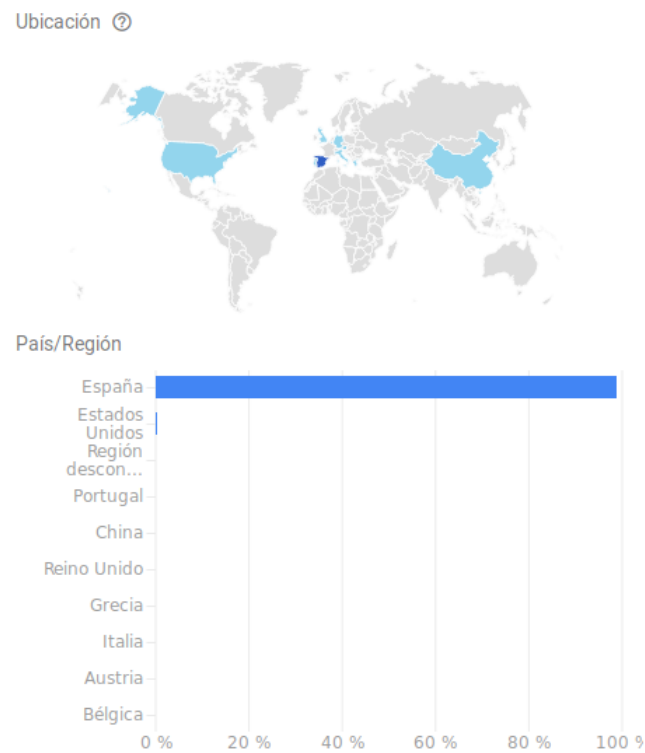 Ubicación
País/Región
España
Estados
Unidos
Región
descon...
Portugal
China
Reino Unido
Grecia
Italia
Austria
Bélgica
0 % 20 % 40 % 60 % 80 % 100 %